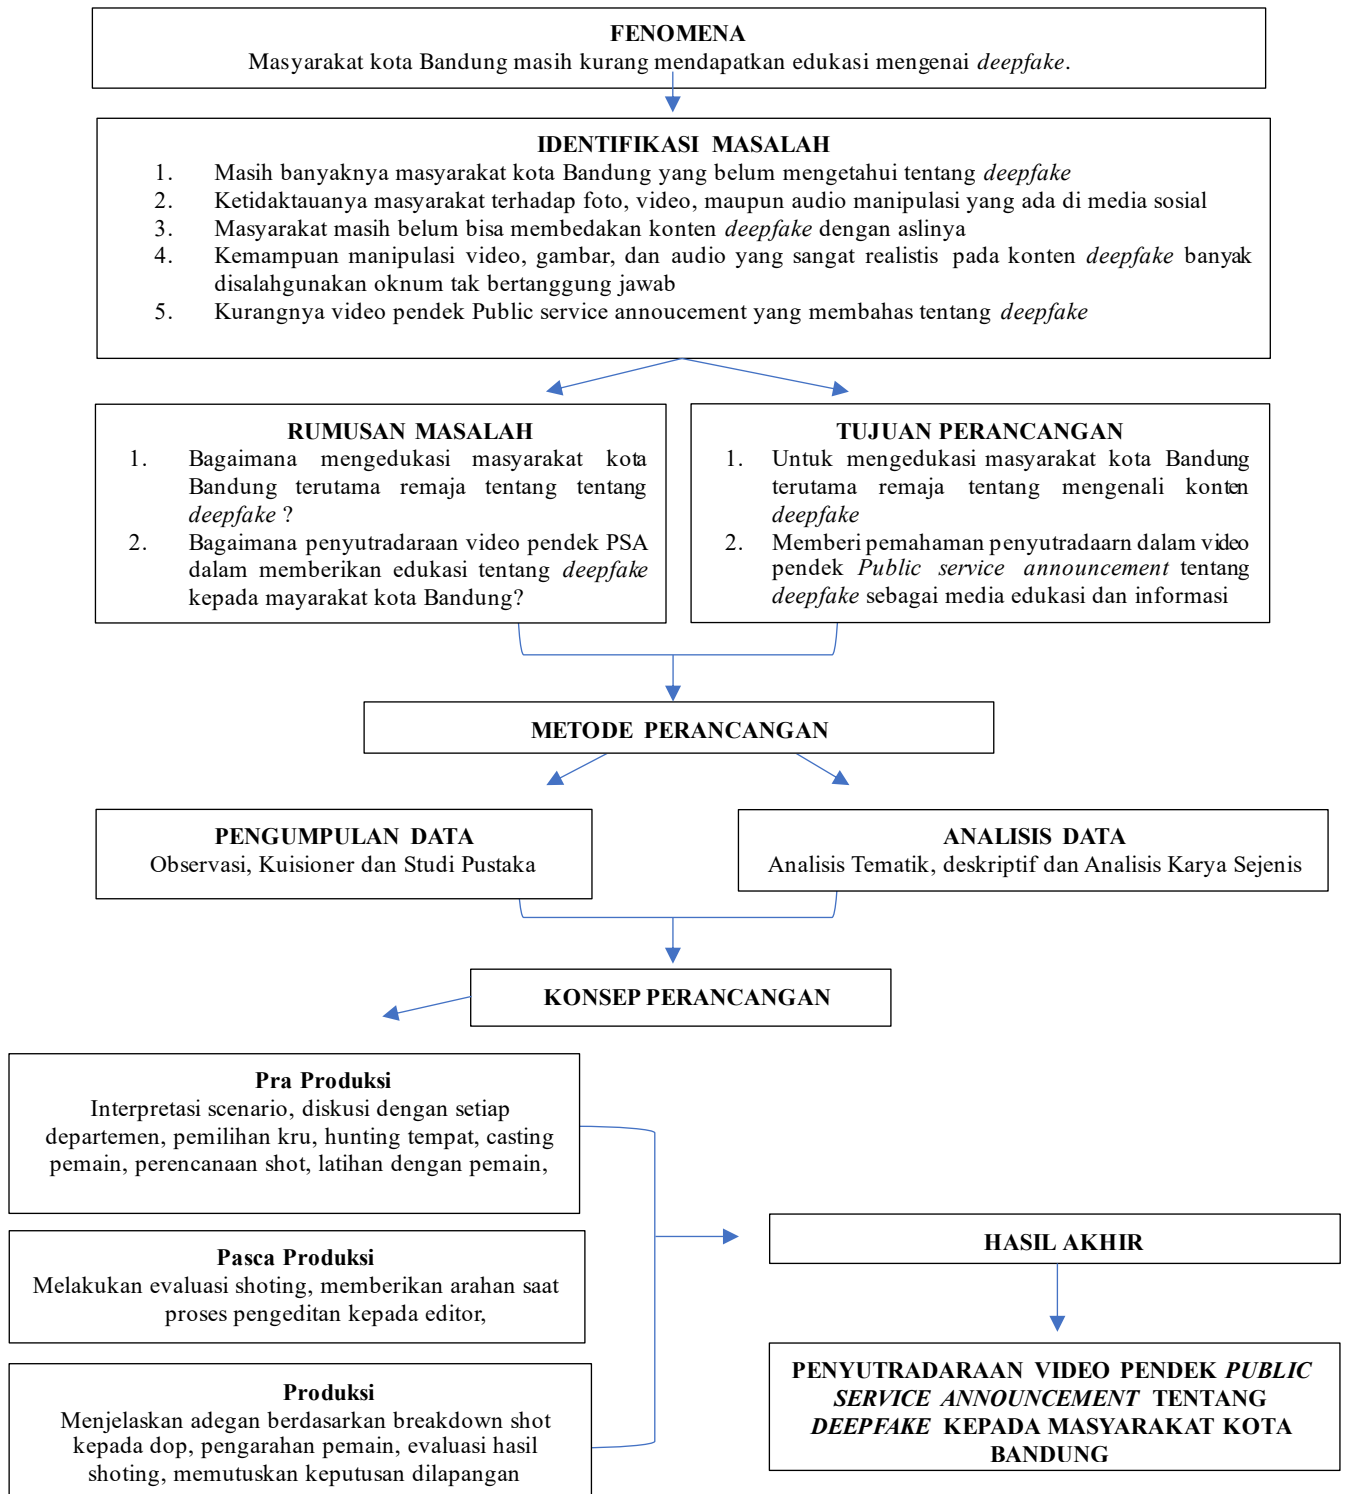 FENOMENA
Masyarakat kota Bandung masih kurang mendapatkan edukasi mengenai deepfake.
IDENTIFIKASI MASALAH
1. Masih banyaknya masyarakat kota Bandung yang belum mengetahui tentang deepfake
2. Ketidaktauanya masyarakat terhadap foto, video, maupun audio manipulasi yang ada di media sosial
3. Masyarakat masih belum bisa membedakan konten deepfake dengan aslinya
4. Kemampuan manipulasi video, gambar, dan audio yang sangat realistis pada konten deepfake banyak
disalahgunakan oknum tak bertanggung jawab
5. Kurangnya video pendek Public service annoucement yang membahas tentang deepfake
RUMUSAN MASALAH
1. Bagaimana mengedukasi masyarakat kota
Bandung terutama remaja tentang tentang
deepfake ?
2. Bagaimana penyutradaraan video pendek PSA
dalam memberikan edukasi tentang deepfake
kepada mayarakat kota Bandung?
TUJUAN PERANCANGAN
1. Untuk mengedukasi masyarakat kota Bandung
terutama remaja tentang mengenali konten
deepfake
2. Memberi pemahaman penyutradaarn dalam video
pendek Public service announcement tentang
deepfake sebagai media edukasi dan informasi
METODE PERANCANGAN
PENGUMPULAN DATA
Observasi, Kuisioner dan Studi Pustaka
ANALISIS DATA
Analisis Tematik, deskriptif dan Analisis Karya Sejenis
KONSEP PERANCANGAN
Pra Produksi
Interpretasi scenario, diskusi dengan setiap
departemen, pemilihan kru, hunting tempat, casting
pemain, perencanaan shot, latihan dengan pemain,
Pasca Produksi
Melakukan evaluasi shoting, memberikan arahan saat
proses pengeditan kepada editor,
Produksi
Menjelaskan adegan berdasarkan breakdown shot
kepada dop, pengarahan pemain, evaluasi hasil
shoting, memutuskan keputusan dilapangan
HASIL AKHIR
PENYUTRADARAAN VIDEO PENDEK PUBLIC
SERVICE ANNOUNCEMENT TENTANG
DEEPFAKE KEPADA MASYARAKAT KOTA
BANDUNG